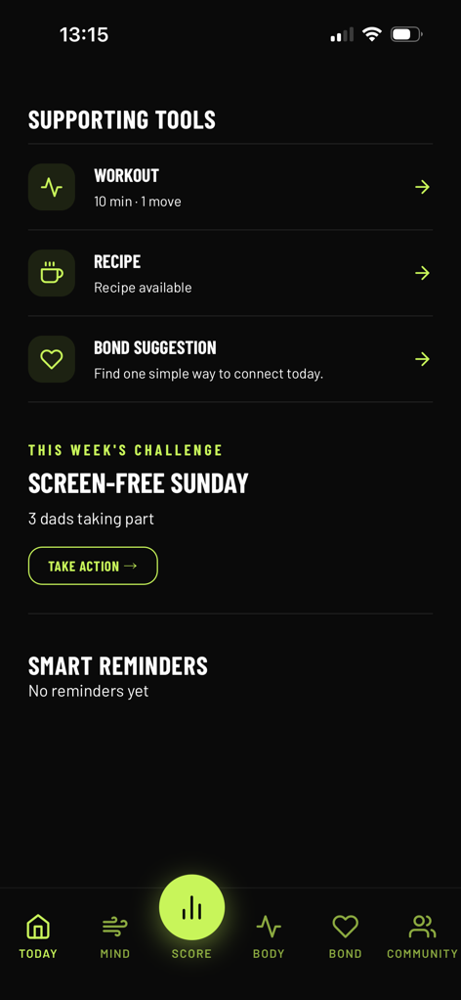 13:15
SUPPORTING TOOLS
WORKOUT
10 min · 1 move
RECIPE
Recipe available
BOND SUGGESTION
Find one simple way to connect today.
THIS WEEK'S CHALLENGE
SCREEN-FREE SUNDAY
3 dads taking part
TAKE ACTION →
SMART REMINDERS
No reminders yet
TODAY MIND SCORE BODY BOND COMMUNITY